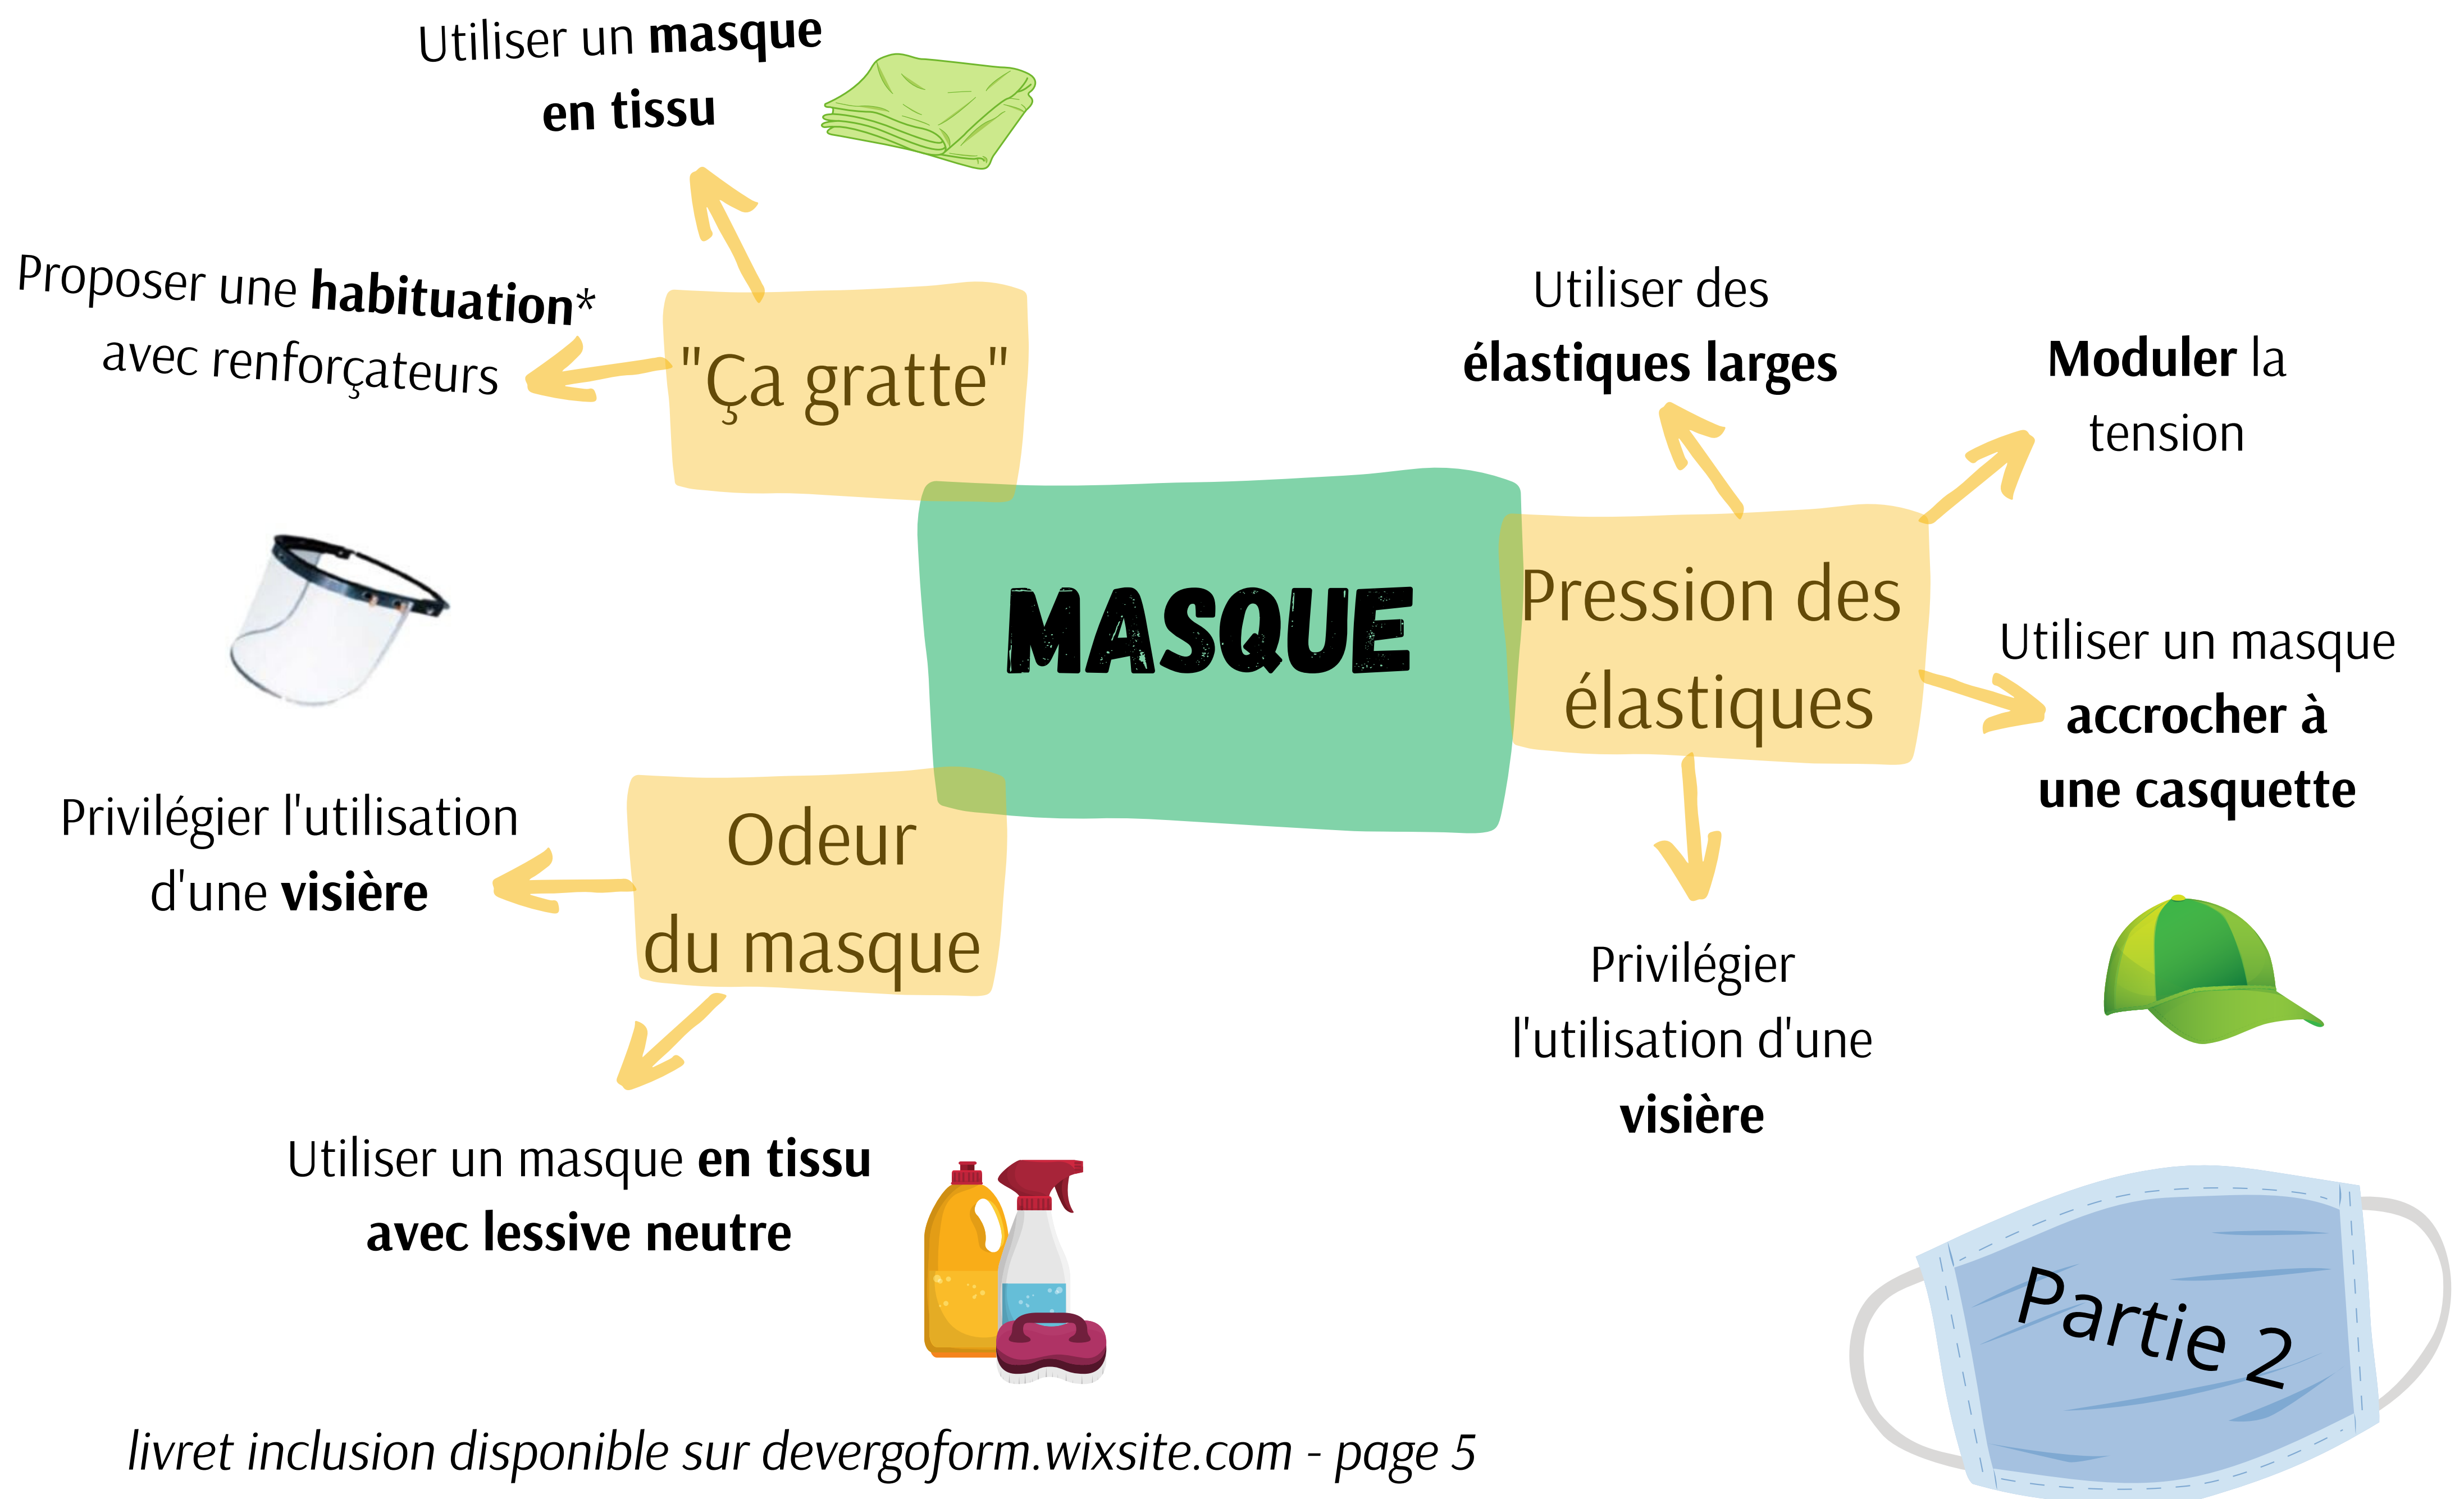 Utiliser un masque
en tissu
Proposer une habituation*
avec renforçateurs
"Ça gratte"
Utiliser des
élastiques larges
Moduler la
tension
MASQUE
Pression des
élastiques
Utiliser un masque
accrocher à
une casquette
Privilégier l'utilisation
d'une visière
Odeur
du masque
Privilégier
l'utilisation d'une
visière
Utiliser un masque en tissu
avec lessive neutre
Partie 2
livret inclusion disponible sur devergoform.wixsite.com - page 5